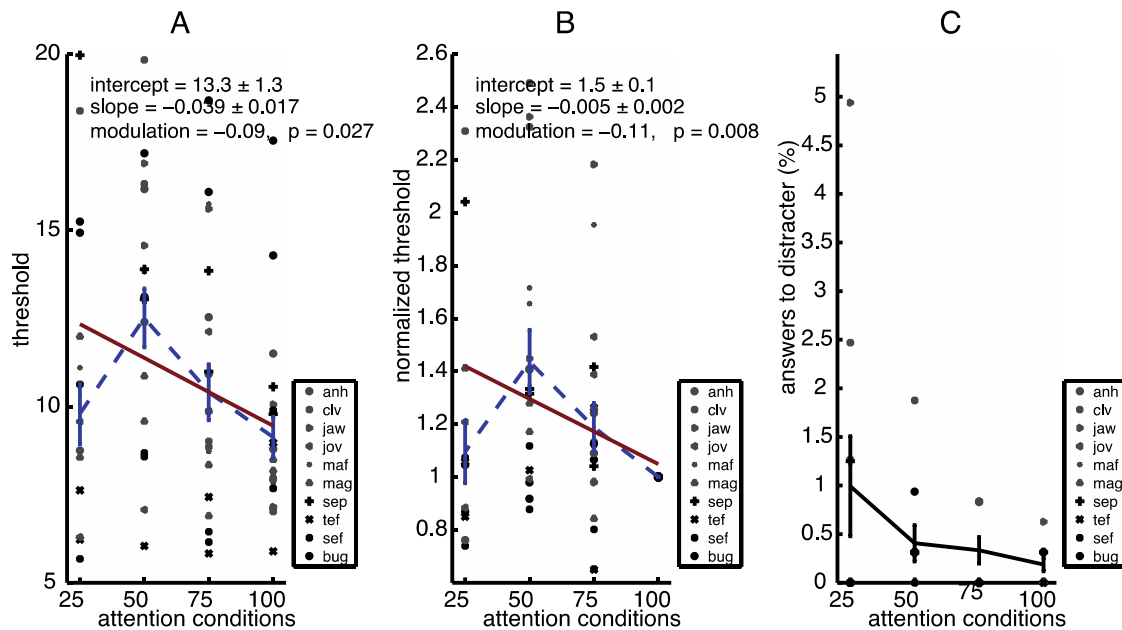 A
intercept = 13.3 ± 1.3
slope = −0.039 ± 0.017
modulation = −0.09, p = 0.027
threshold
20
15
10
5
25
50
75
100
attention conditions
anh
clv
jaw
jov
maf
mag
sep
tef
sef
bug
B
intercept = 1.5 ± 0.1
slope = −0.005 ± 0.002
modulation = −0.11, p = 0.008
normalized threshold
2.6
2.4
2.2
2
1.8
1.6
1.4
1.2
1
0.8
25
50
75
100
attention conditions
anh
clv
jaw
jov
maf
mag
sep
tef
sef
bug
C
answers to distracter (%)
5
4.5
4
3.5
3
2.5
2
1.5
1
0.5
0
25
50
75
100
attention conditions
anh
clv
jaw
jov
maf
mag
sep
tef
sef
bug